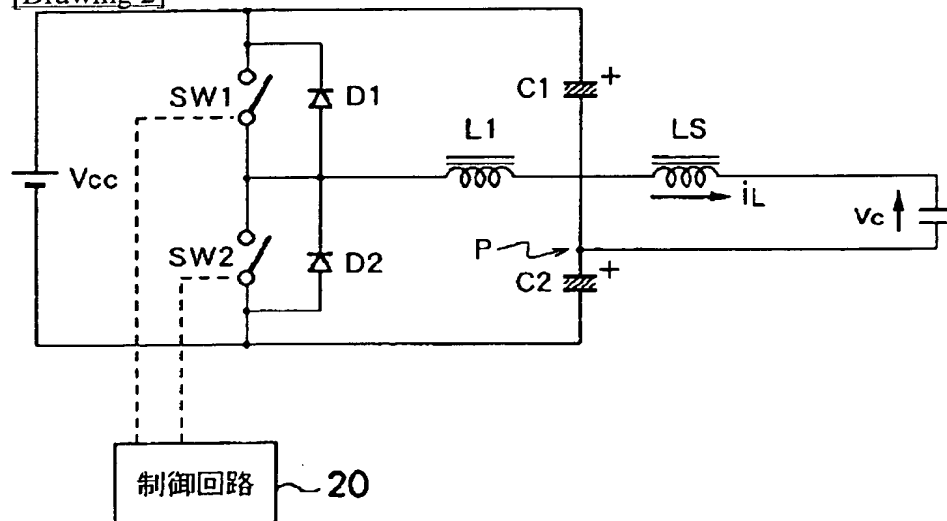 [Drawing 2]
C1 +
SW1
D1
L1
LS
Vcc
iL
Vc
SW2
D2
P
C2 +
制御回路
20